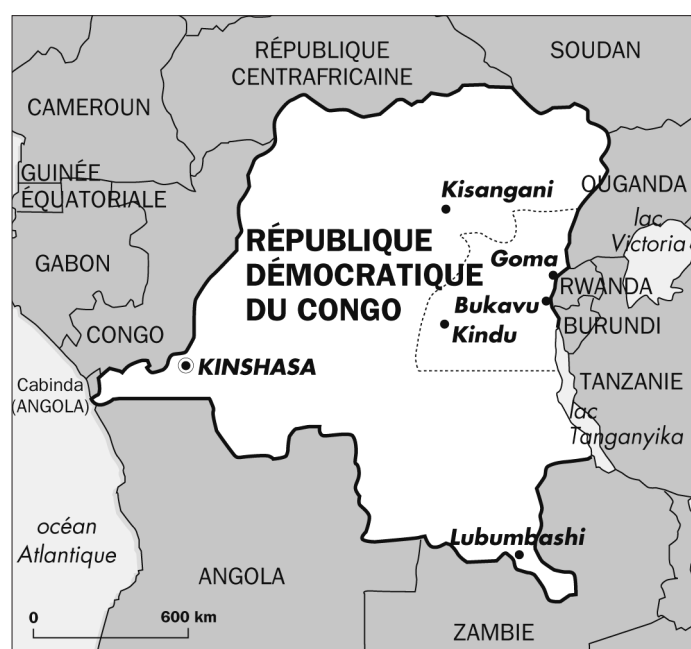 RÉPUBLIQUE
CENTRAFRICAINE
SOUDAN
CAMEROUN
GUINÉE
ÉQUATORIALE
Kisangani
OUGANDA
lac
Victoria
RÉPUBLIQUE
DÉMOCRATIQUE
DU CONGO
GABON
Goma
RWANDA
Bukavu
BURUNDI
Kindu
CONGO
KINSHASA
Cabinda
(ANGOLA)
TANZANIE
lac
Tanganyika
océan
Atlantique
Lubumbashi
ANGOLA
0 600 km
ZAMBIE